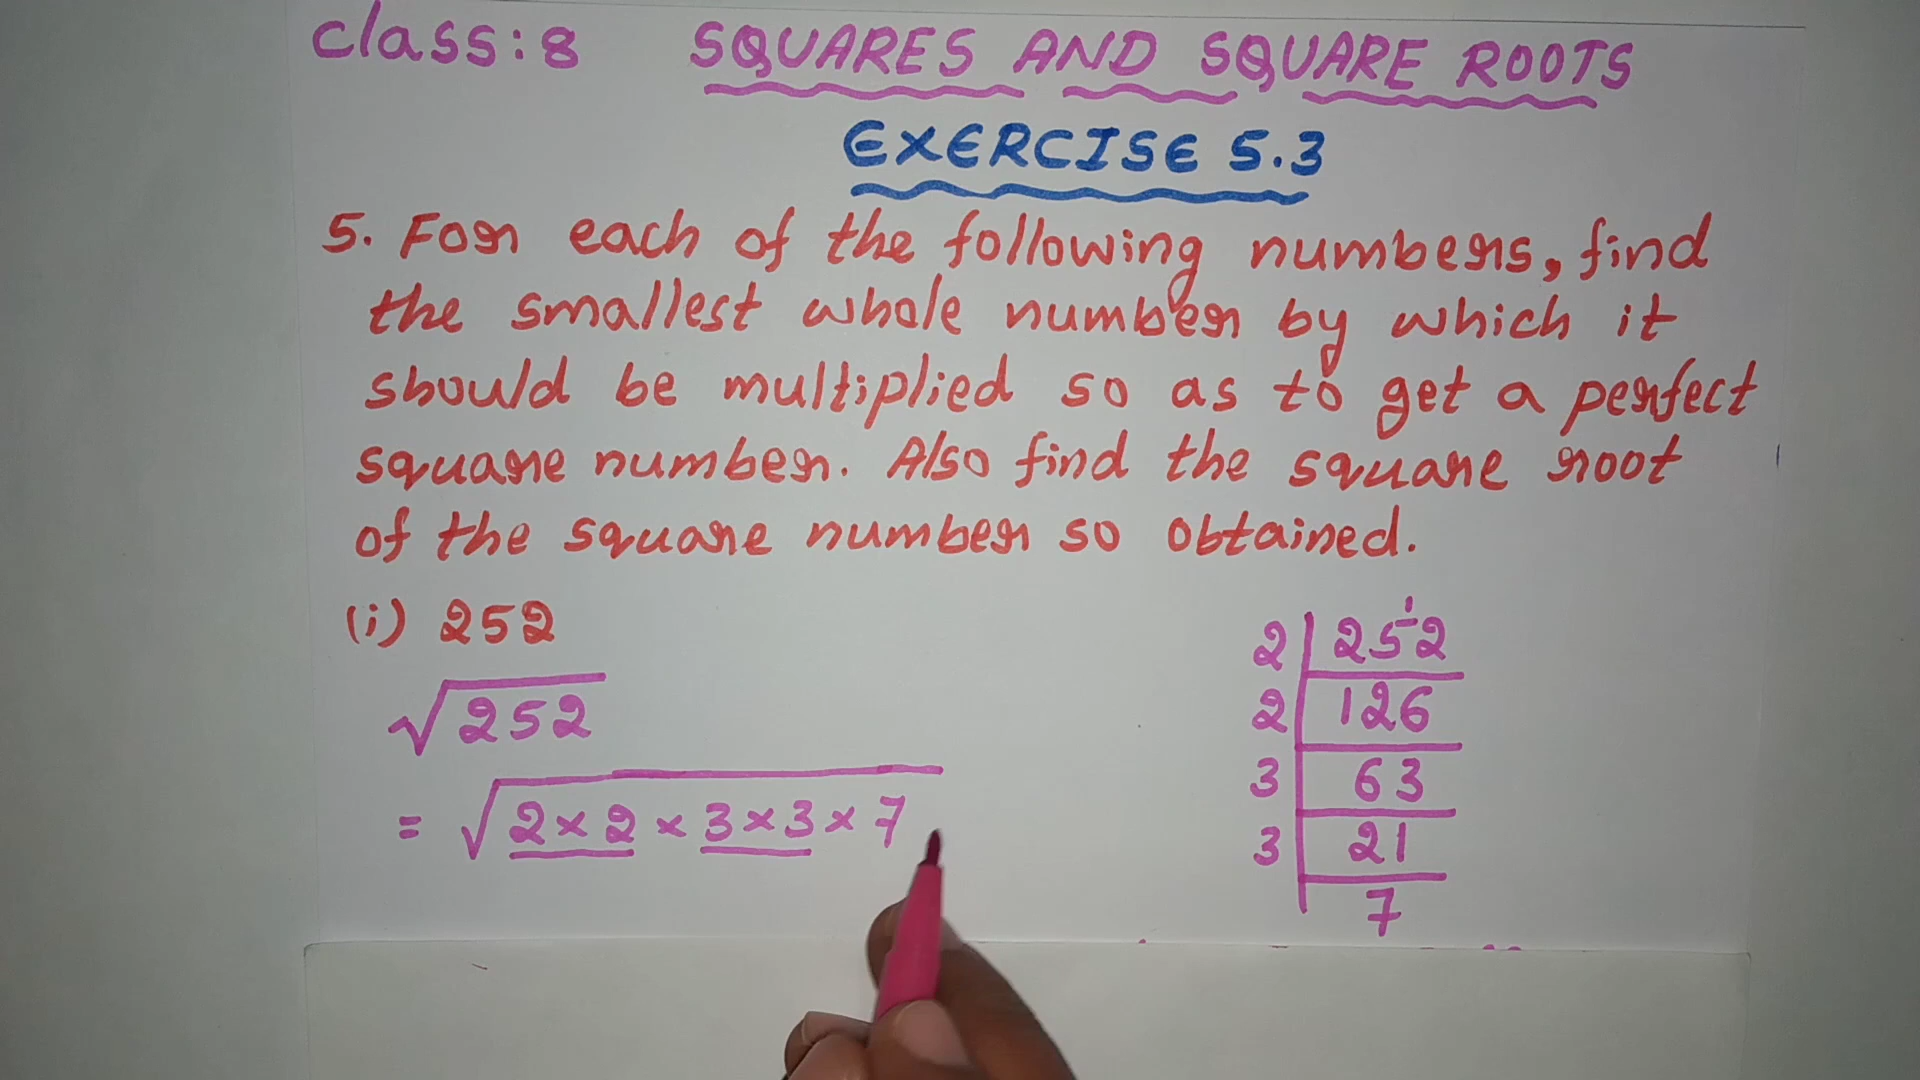 class:8 SQUARES AND SQUARE ROOTS
EXERCISE 5.3
5. For each of the following numbers, find
the smallest whole number by which it
should be multiplied so as to get a perfect
square number. Also find the square root
of the square number so obtained.
(i) 252
√252
= √2×2×3×3×7
1
2 | 252
2 | 126
3 | 63
3 | 21
7